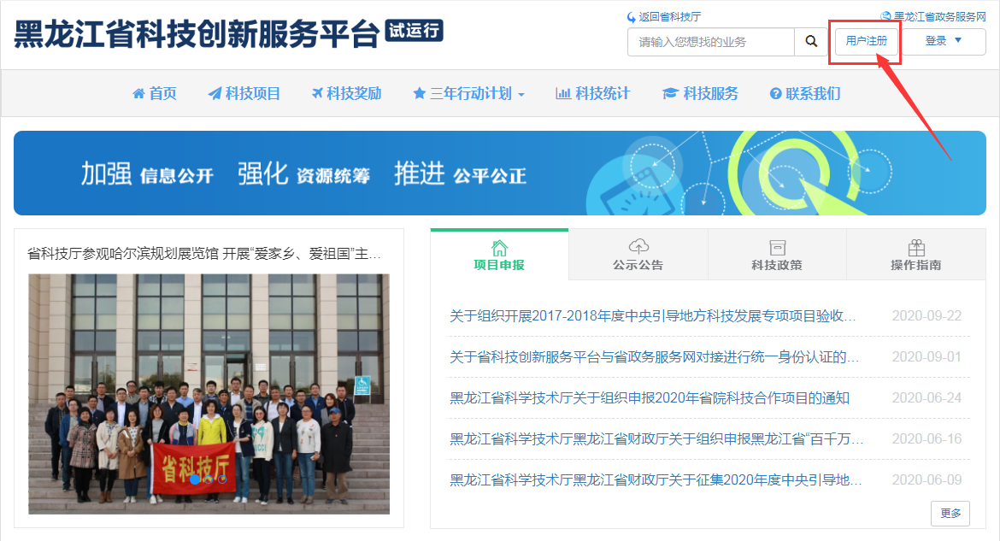 黑龙江省科技创新服务平台 试运行
返回省科技厅
黑龙江省政务服务网
请输入您想找的业务
用户注册
登录
首页
科技项目
科技奖励
三年行动计划
科技统计
科技服务
联系我们
加强 信息公开 强化 资源统筹 推进 公平公正
省科技厅参观哈尔滨规划展览馆 开展“爱家乡、爱祖国”主...
省科技厅
项目申报
公示公告
科技政策
操作指南
关于组织开展2017-2018年度中央引导地方科技发展专项项目验收... 2020-09-22
关于省科技创新服务平台与省政务服务网对接进行统一身份认证的... 2020-09-01
黑龙江省科学技术厅关于组织申报2020年省院科技合作项目的通知 2020-06-24
黑龙江省科学技术厅黑龙江省财政厅关于组织申报黑龙江省“百千万... 2020-06-16
黑龙江省科学技术厅黑龙江省财政厅关于征集2020年度中央引导地... 2020-06-09
更多